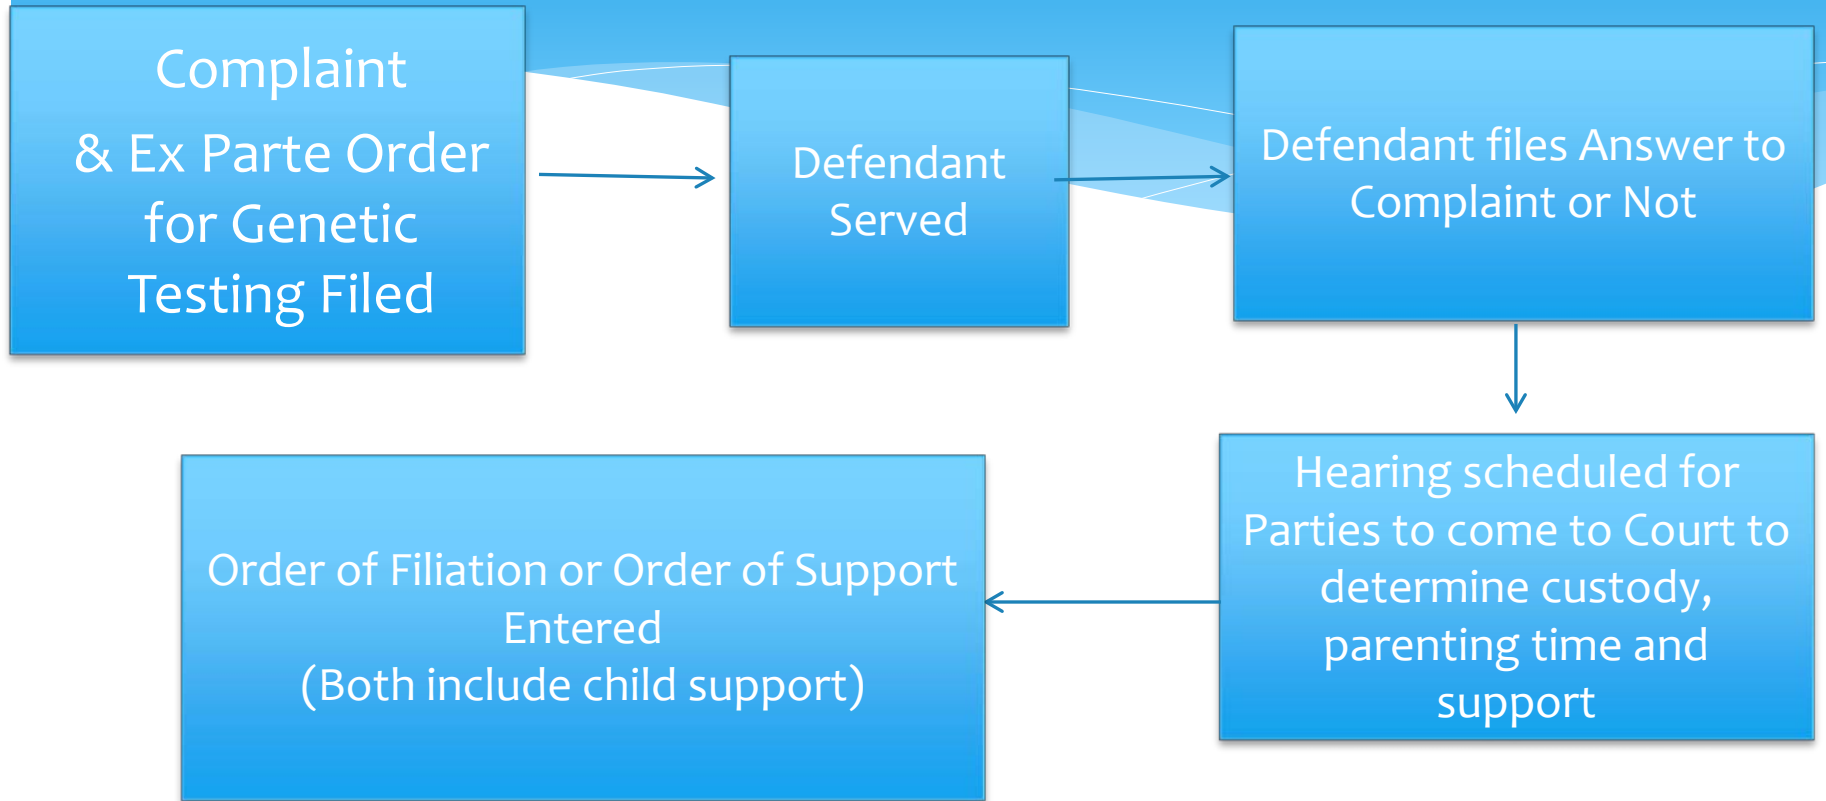 Complaint
& Ex Parte Order
for Genetic
Testing Filed
Defendant
Served
Defendant files Answer to
Complaint or Not
Hearing scheduled for
Parties to come to Court to
determine custody,
parenting time and
support
Order of Filiation or Order of Support
Entered
(Both include child support)